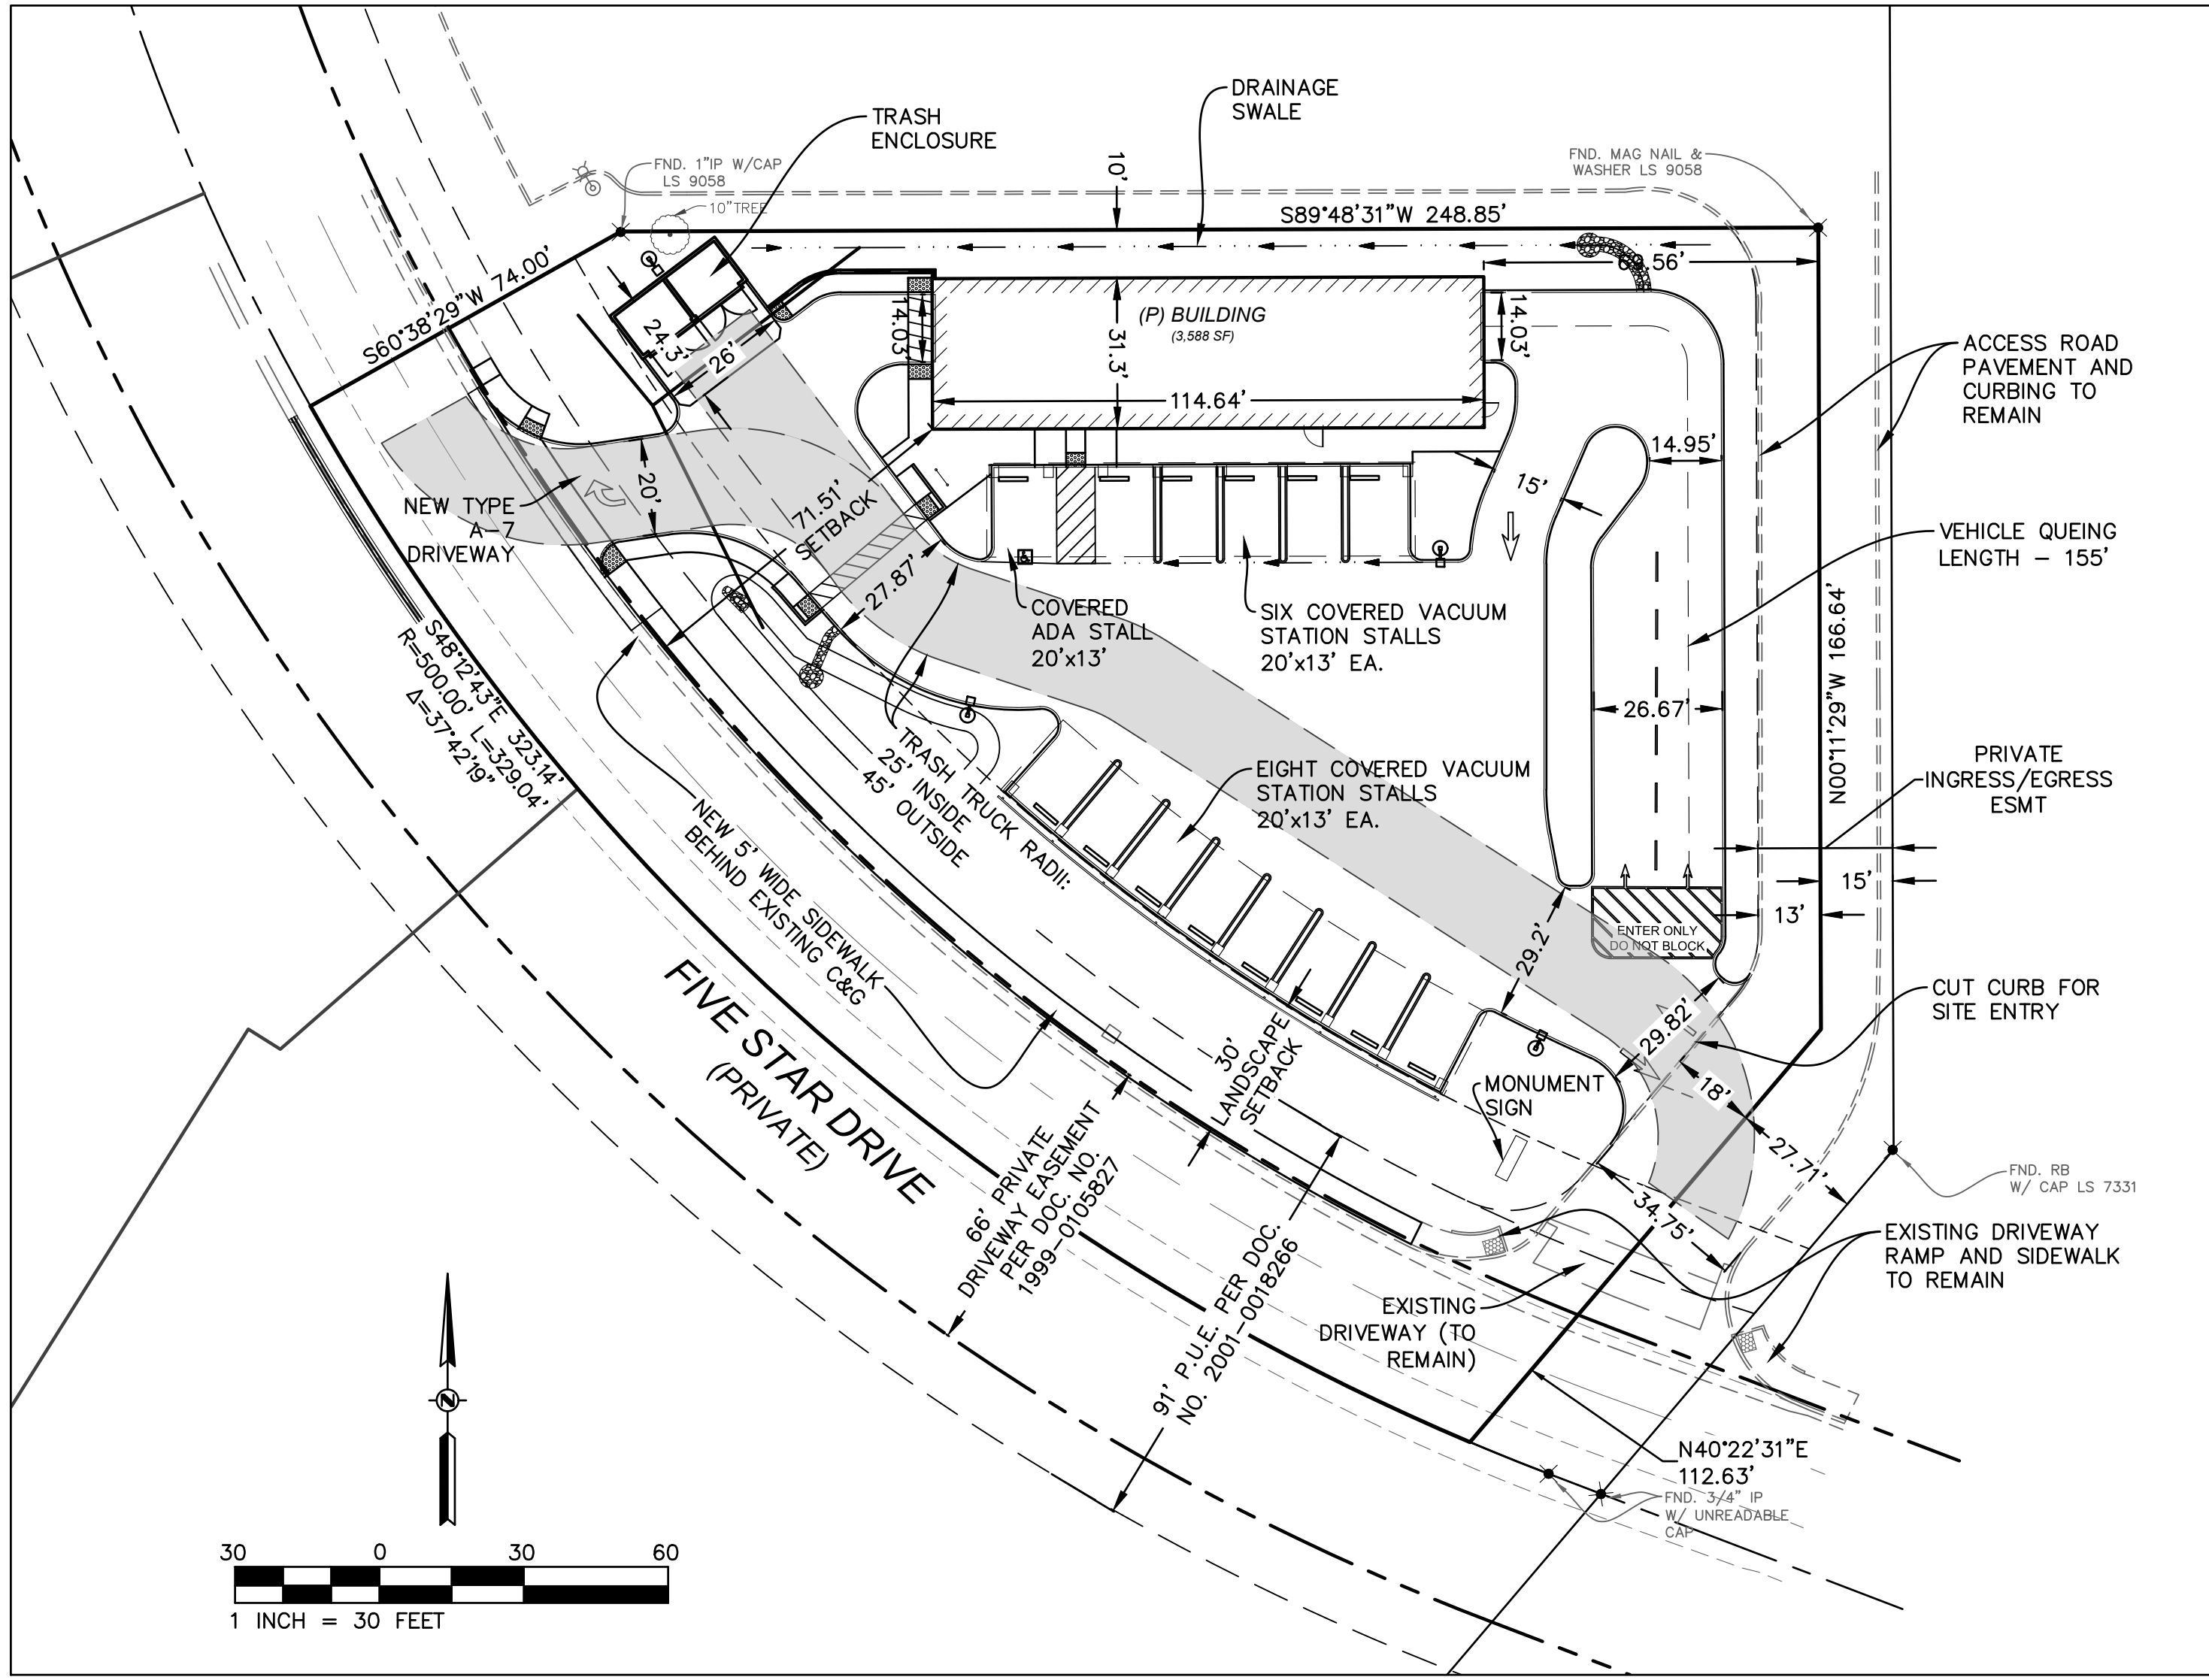 DRAINAGE
SWALE
TRASH
ENCLOSURE
FND. 1"IP W/CAP
LS 9058
10"TREE
10'
FND. MAG NAIL &
WASHER LS 9058
S89°48'31"W 248.85'
S60°38'29"W 74.00'
24.3'
26'
14.03'
(P) BUILDING
(3,588 SF)
31.3'
114.64'
14.03'
ACCESS ROAD
PAVEMENT AND
CURBING TO
REMAIN
14.95'
15'
20'
NEW TYPE
A-7
DRIVEWAY
71.51'
SETBACK
27.87'
VEHICLE QUEING
LENGTH – 155'
COVERED
ADA STALL
20'x13'
SIX COVERED VACUUM
STATION STALLS
20'x13' EA.
N00°11'29"W 166.64'
S48°12'43"E 323.14'
R=500.00' L=329.04'
Δ=37°42'19"
26.67'
TRASH TRUCK RADII:
25' INSIDE
45' OUTSIDE
EIGHT COVERED VACUUM
STATION STALLS
20'x13' EA.
PRIVATE
INGRESS/EGRESS
ESMT
15'
13'
NEW 5' WIDE SIDEWALK
BEHIND EXISTING C&G
ENTER ONLY
DO NOT BLOCK
29.2'
29.82'
CUT CURB FOR
SITE ENTRY
FIVE STAR DRIVE
(PRIVATE)
30'
LANDSCAPE
SETBACK
MONUMENT
SIGN
18'
27.71'
34.75'
FND. RB
W/ CAP LS 7331
66' PRIVATE
DRIVEWAY EASEMENT
PER DOC. NO.
1999–0105827
91' P.U.E. PER DOC.
NO. 2001–0018266
EXISTING DRIVEWAY
RAMP AND SIDEWALK
TO REMAIN
EXISTING
DRIVEWAY (TO
REMAIN)
N40°22'31"E
112.63'
FND. 3/4" IP
W/ UNREADABLE
CAP
N
30 0 30 60
1 INCH = 30 FEET